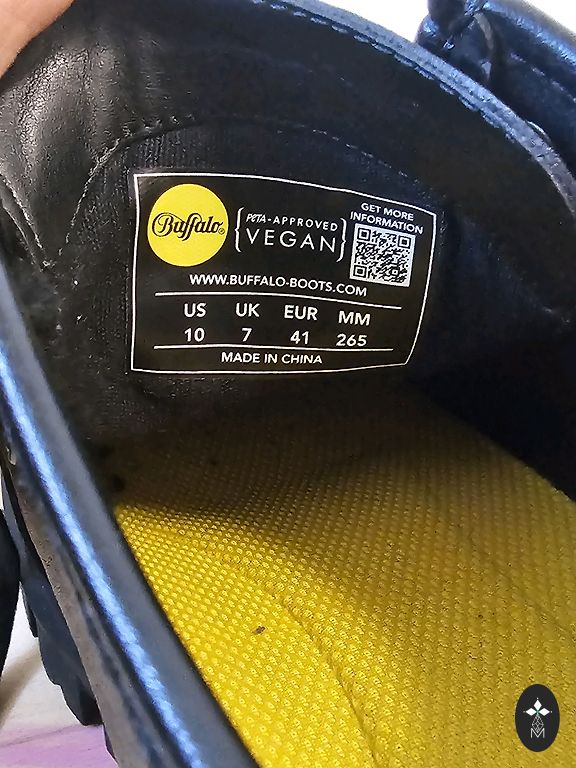 Buffalo
{PETA-APPROVED
VEGAN}
GET MORE
INFORMATION
WWW.BUFFALO-BOOTS.COM
US UK EUR MM
10 7 41 265
MADE IN CHINA